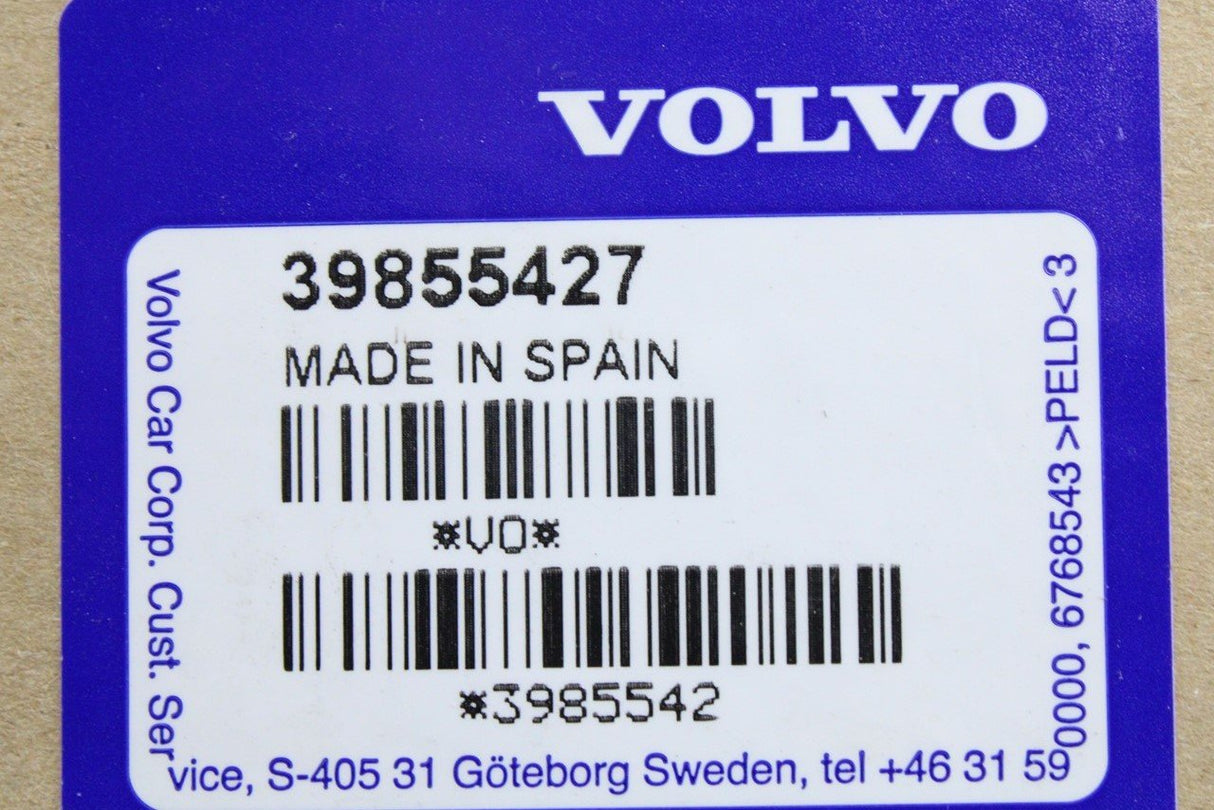 VOLVO
39855427
MADE IN SPAIN
*VO*
*3985542
Volvo Car Corp. Cust. Service, S-405 31 Göteborg Sweden, tel +46 31 590000, 6768543 >PELD< 3